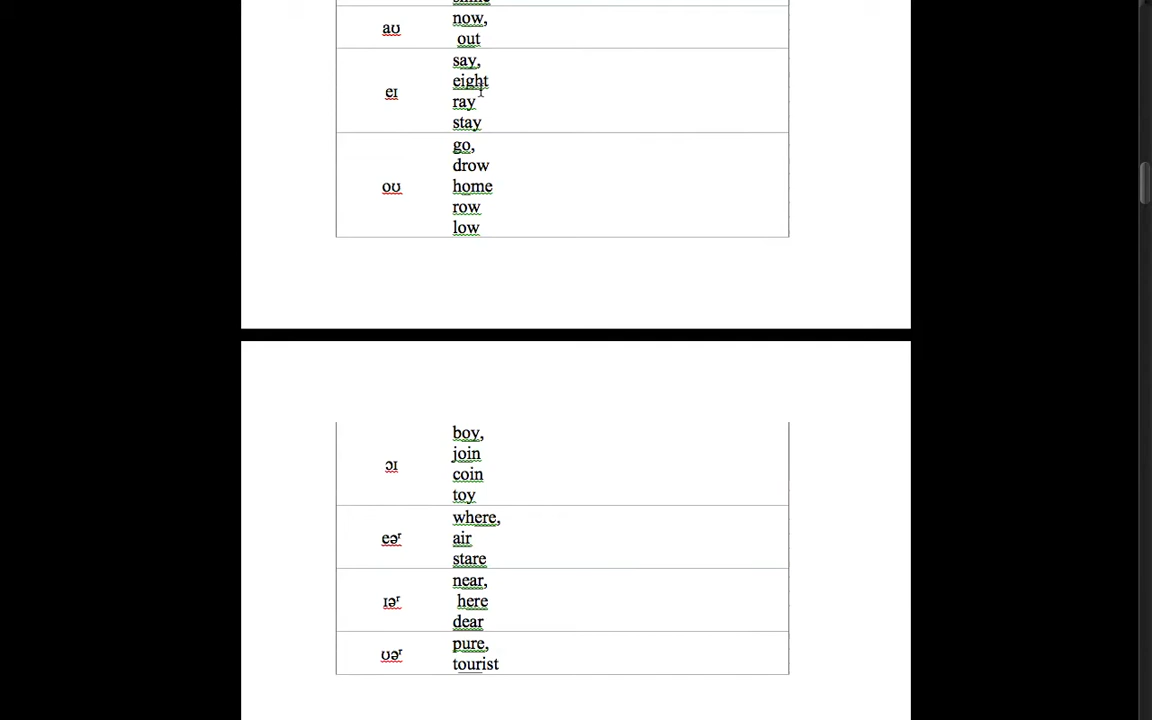 aʊ
now,
out
eɪ
say,
eight
ray
stay
oʊ
go,
drow
home
row
low
ɔɪ
boy,
join
coin
toy
eəʳ
where,
air
stare
ɪəʳ
near,
here
dear
ʊəʳ
pure,
tourist